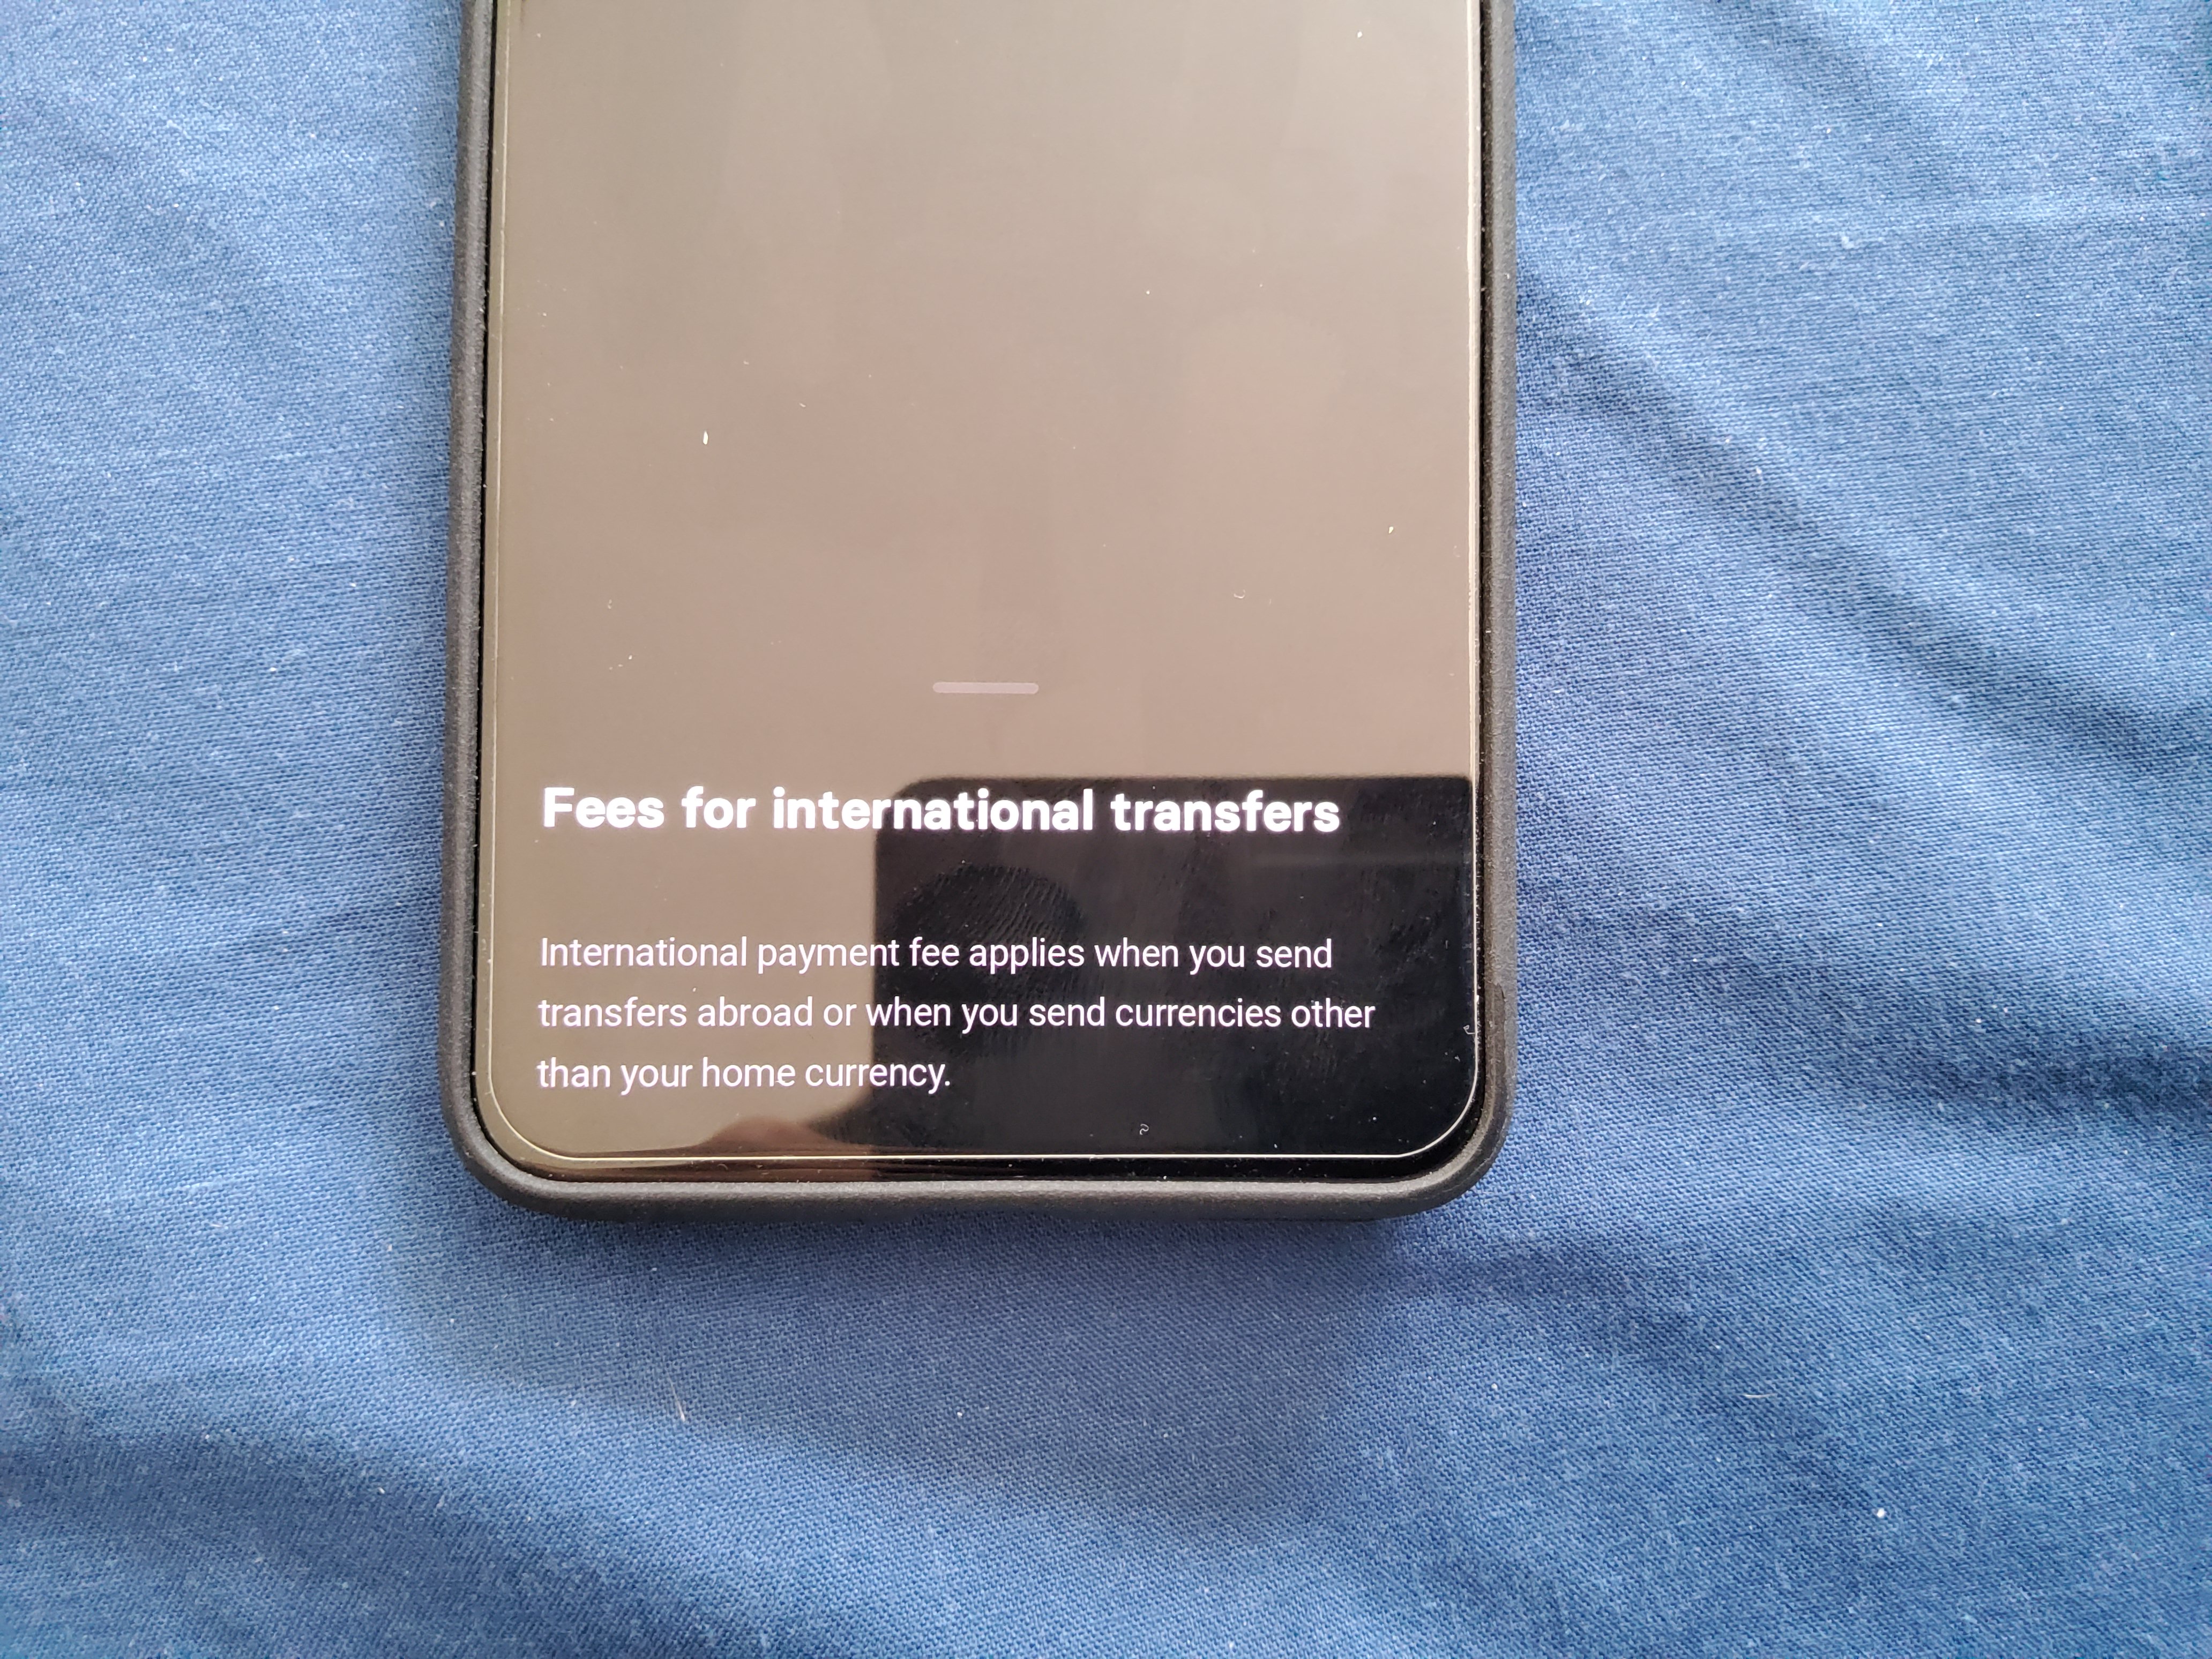 Fees for international transfers
International payment fee applies when you send
transfers abroad or when you send currencies other
than your home currency.